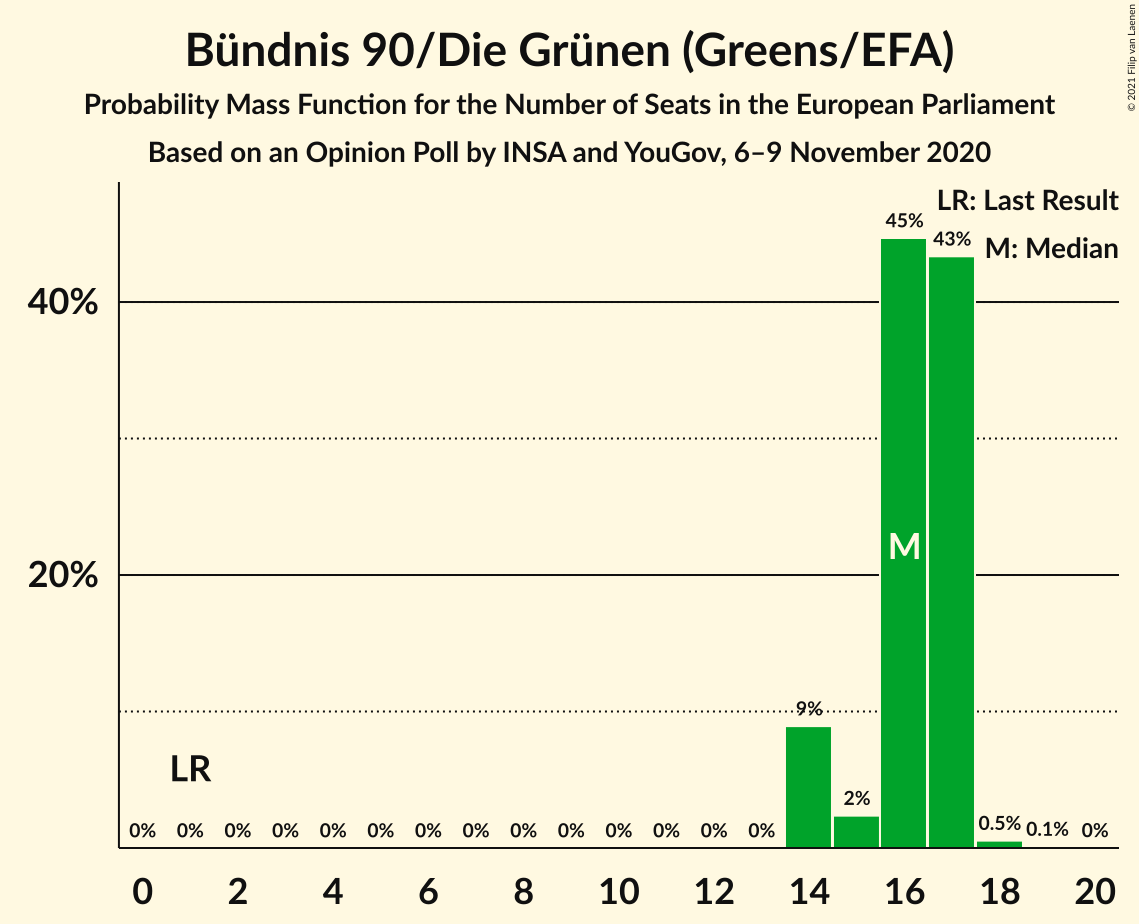 Bündnis 90/Die Grünen (Greens/EFA)
Probability Mass Function for the Number of Seats in the European Parliament
Based on an Opinion Poll by INSA and YouGov, 6–9 November 2020
© 2021 Filip van Laenen
LR: Last Result
M: Median
45%
43%
40%
20%
M
9%
LR
2%
0% 0% 0% 0% 0% 0% 0% 0% 0% 0% 0% 0% 0% 0% 0.5% 0.1% 0%
0 2 4 6 8 10 12 14 16 18 20